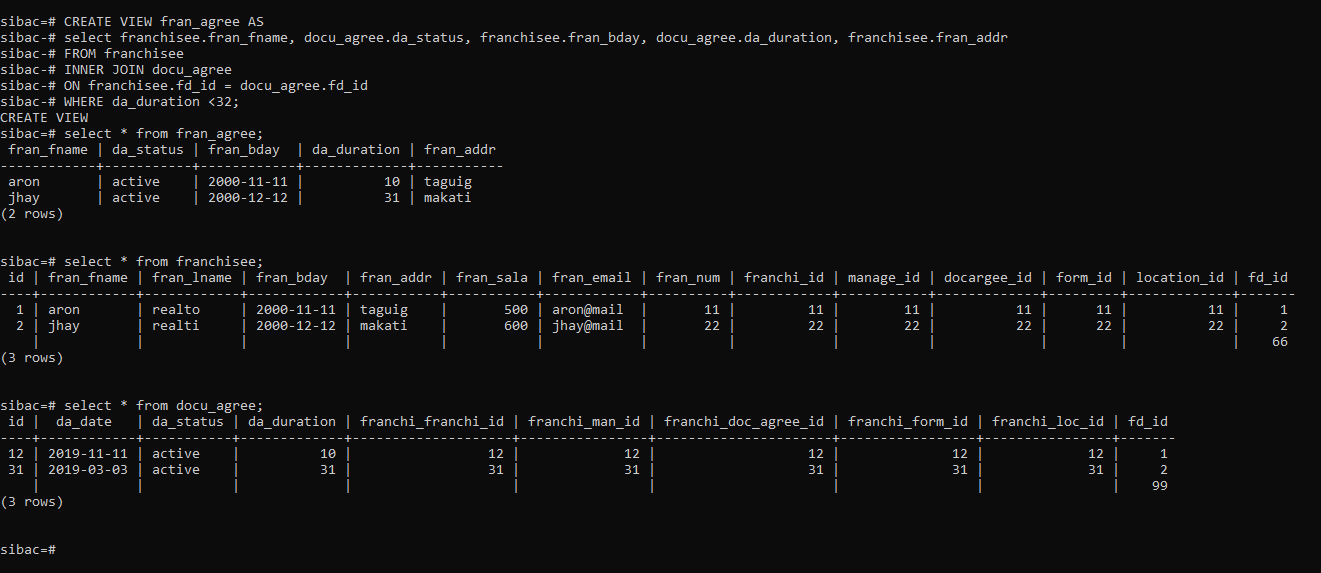 sibac=# CREATE VIEW fran_agree AS
sibac-# select franchisee.fran_fname, docu_agree.da_status, franchisee.fran_bday, docu_agree.da_duration, franchisee.fran_addr
sibac-# FROM franchisee
sibac-# INNER JOIN docu_agree
sibac-# ON franchisee.fd_id = docu_agree.fd_id
sibac-# WHERE da_duration <32;
CREATE VIEW
sibac=# select * from fran_agree;
 fran_fname | da_status | fran_bday  | da_duration | fran_addr
------------+-----------+------------+-------------+-----------
 aron       | active    | 2000-11-11 |          10 | taguig
 jhay       | active    | 2000-12-12 |          31 | makati
(2 rows)
sibac=# select * from franchisee;
 id | fran_fname | fran_lname | fran_bday  | fran_addr | fran_sala | fran_email | fran_num | franchi_id | manage_id | docargee_id | form_id | location_id | fd_id
----+------------+------------+------------+-----------+-----------+------------+----------+------------+-----------+-------------+---------+-------------+-------
  1 | aron       | realto     | 2000-11-11 | taguig    |       500 | aron@mail  |       11 |         11 |        11 |          11 |      11 |          11 |     1
  2 | jhay       | realti     | 2000-12-12 | makati    |       600 | jhay@mail  |       22 |         22 |        22 |          22 |      22 |          22 |     2
    |            |            |            |           |           |            |          |            |           |             |         |             |    66
(3 rows)
sibac=# select * from docu_agree;
 id |  da_date   | da_status | da_duration | franchi_franchi_id | franchi_man_id | franchi_doc_agree_id | franchi_form_id | franchi_loc_id | fd_id
----+------------+-----------+-------------+--------------------+----------------+----------------------+-----------------+----------------+-------
 12 | 2019-11-11 | active    |          10 |                 12 |             12 |                   12 |              12 |             12 |     1
 31 | 2019-03-03 | active    |          31 |                 31 |             31 |                   31 |              31 |             31 |     2
    |            |           |             |                    |                |                      |                 |                |    99
(3 rows)
sibac=#